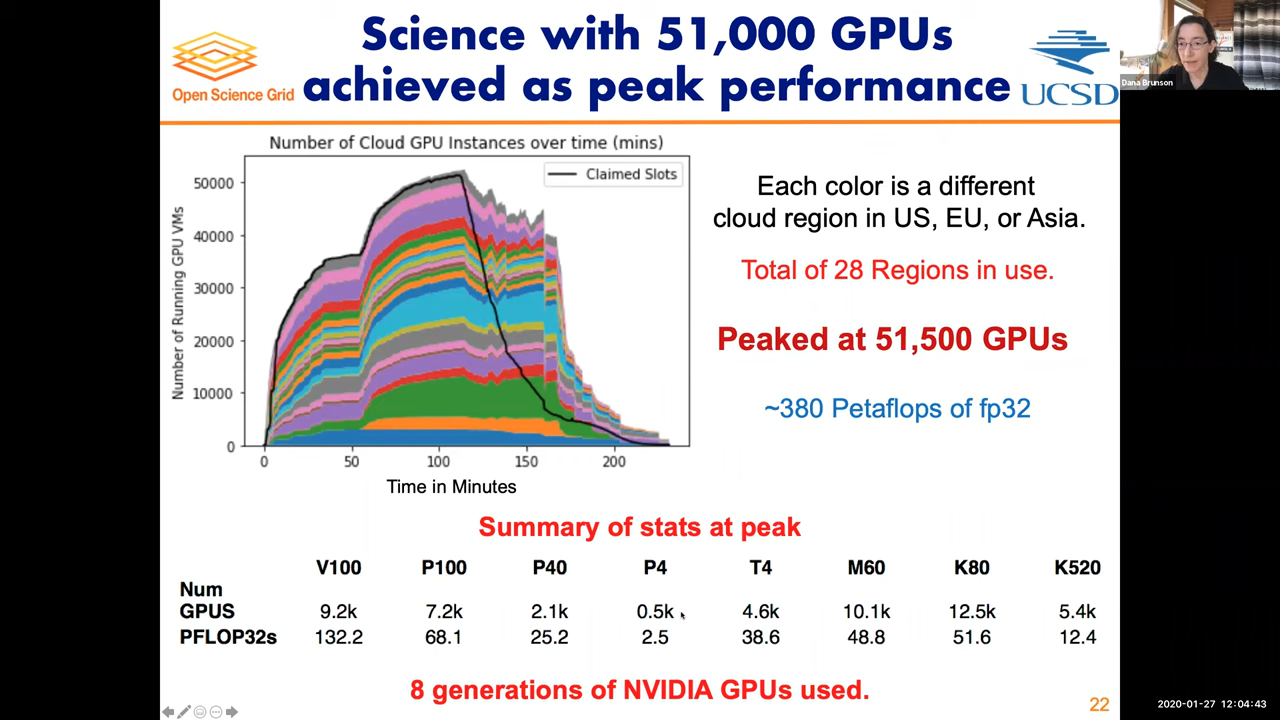 Science with 51,000 GPUs
achieved as peak performance
Open Science Grid
UCSD
Dana Brunson
Number of Cloud GPU Instances over time (mins)
Claimed Slots
Number of Running GPU VMs
50000
40000
30000
20000
10000
0
0 50 100 150 200
Time in Minutes
Each color is a different
cloud region in US, EU, or Asia.
Total of 28 Regions in use.
Peaked at 51,500 GPUs
~380 Petaflops of fp32
Summary of stats at peak
V100 P100 P40 P4 T4 M60 K80 K520
Num
GPUS 9.2k 7.2k 2.1k 0.5k 4.6k 10.1k 12.5k 5.4k
PFLOP32s 132.2 68.1 25.2 2.5 38.6 48.8 51.6 12.4
8 generations of NVIDIA GPUs used.
22
2020-01-27 12:04:43